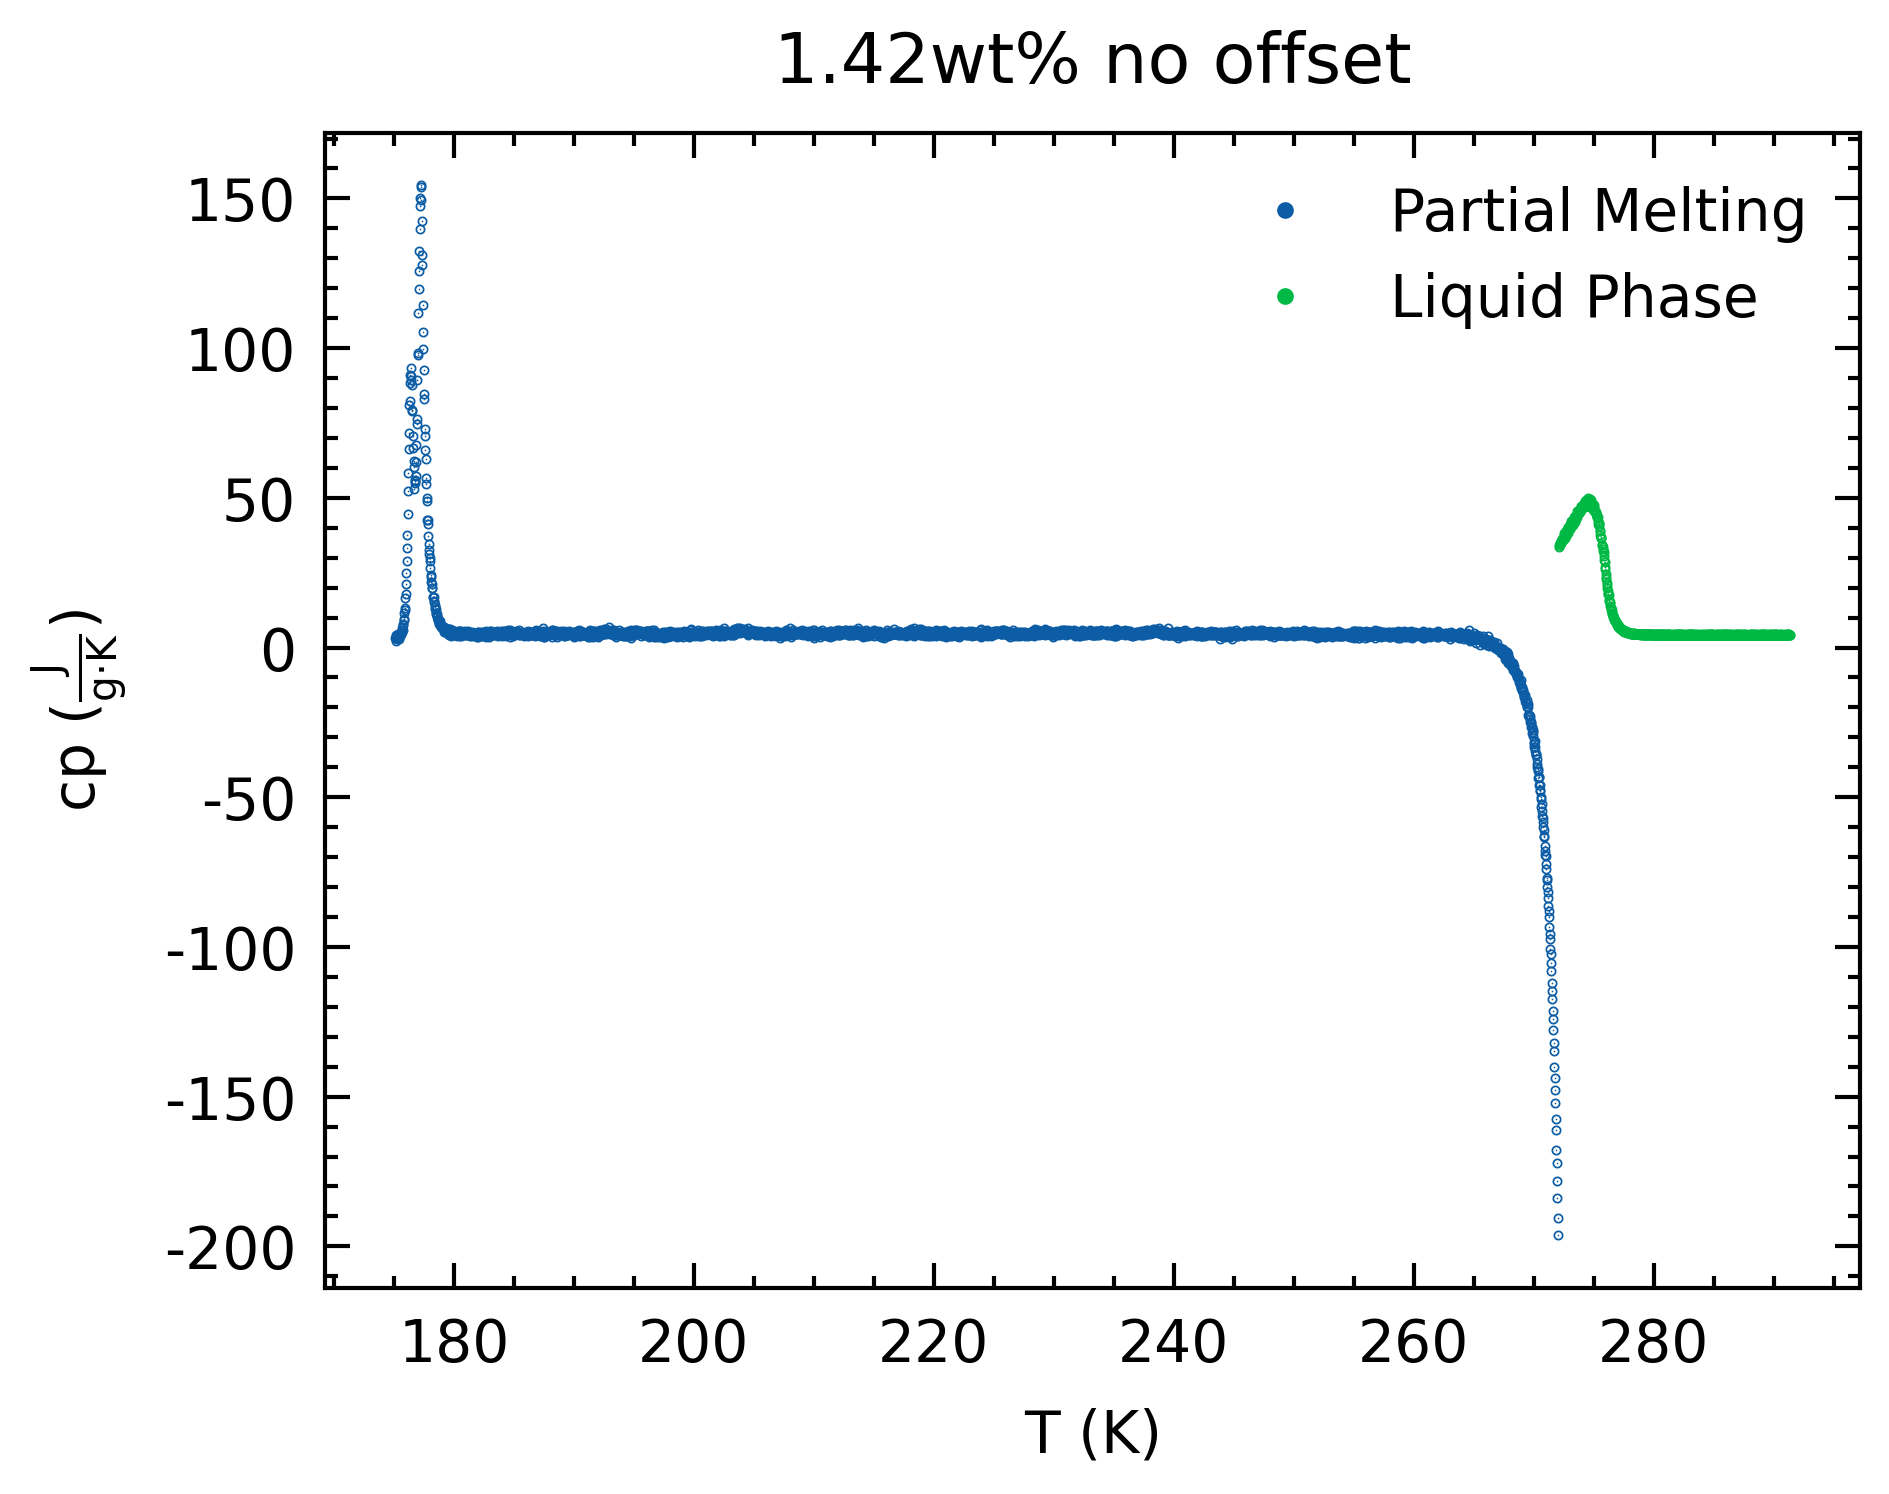 1.42wt% no offset
Partial Melting
Liquid Phase
150
100
50
0
-50
-100
-150
-200
cp (J/g·K)
180 200 220 240 260 280
T (K)